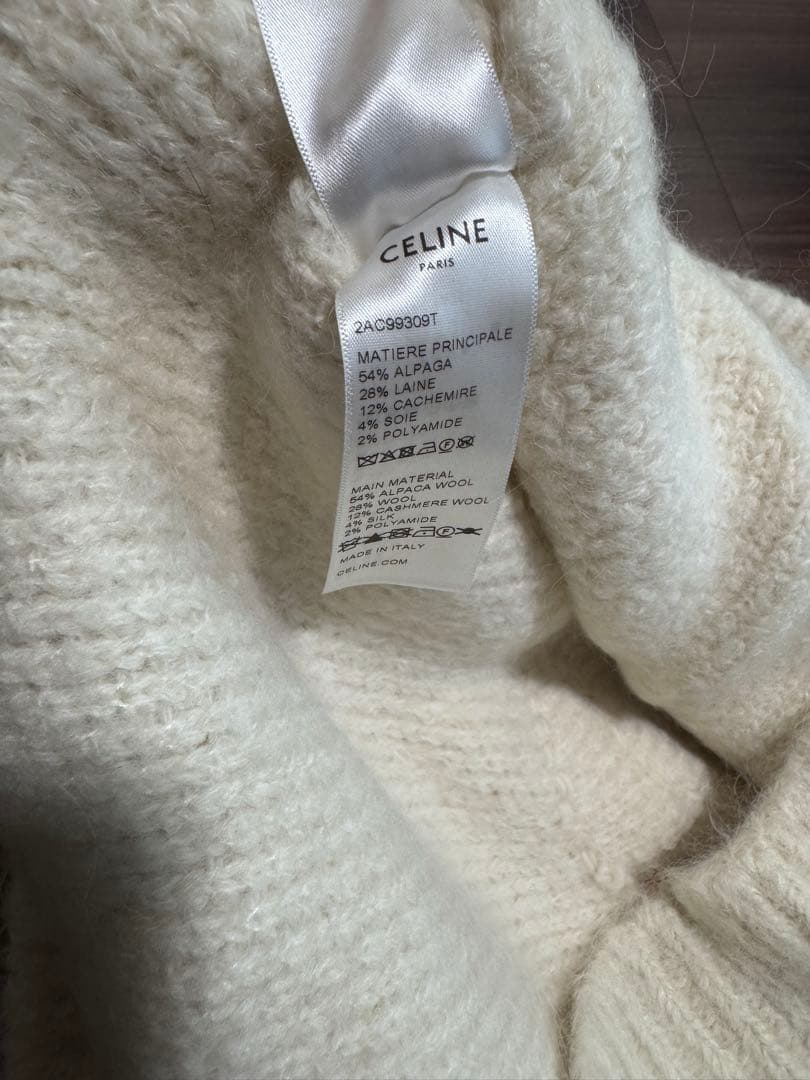 CELINE
PARIS
2AC99309T
MATIERE PRINCIPALE
54% ALPAGA
28% LAINE
12% CACHEMIRE
4% SOIE
2% POLYAMIDE
MAIN MATERIAL
54% ALPACA WOOL
28% WOOL
12% CASHMERE WOOL
4% SILK
2% POLYAMIDE
MADE IN ITALY
CELINE.COM